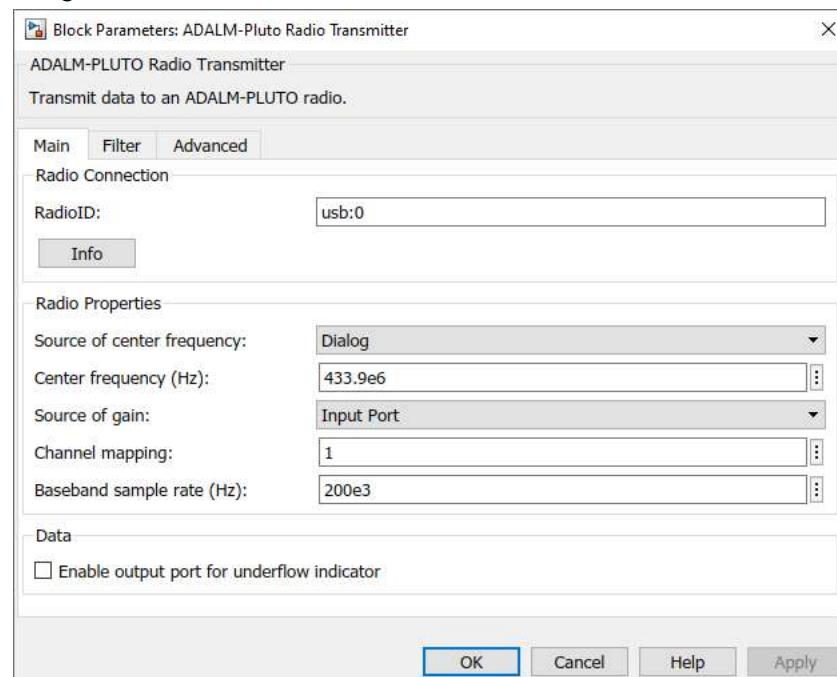 Block Parameters: ADALM-Pluto Radio Transmitter
ADALM-PLUTO Radio Transmitter
Transmit data to an ADALM-PLUTO radio.
Main Filter Advanced
Radio Connection
RadioID: usb:0
Info
Radio Properties
Source of center frequency: Dialog
Center frequency (Hz): 433.9e6
Source of gain: Input Port
Channel mapping: 1
Baseband sample rate (Hz): 200e3
Data
Enable output port for underflow indicator
OK Cancel Help Apply